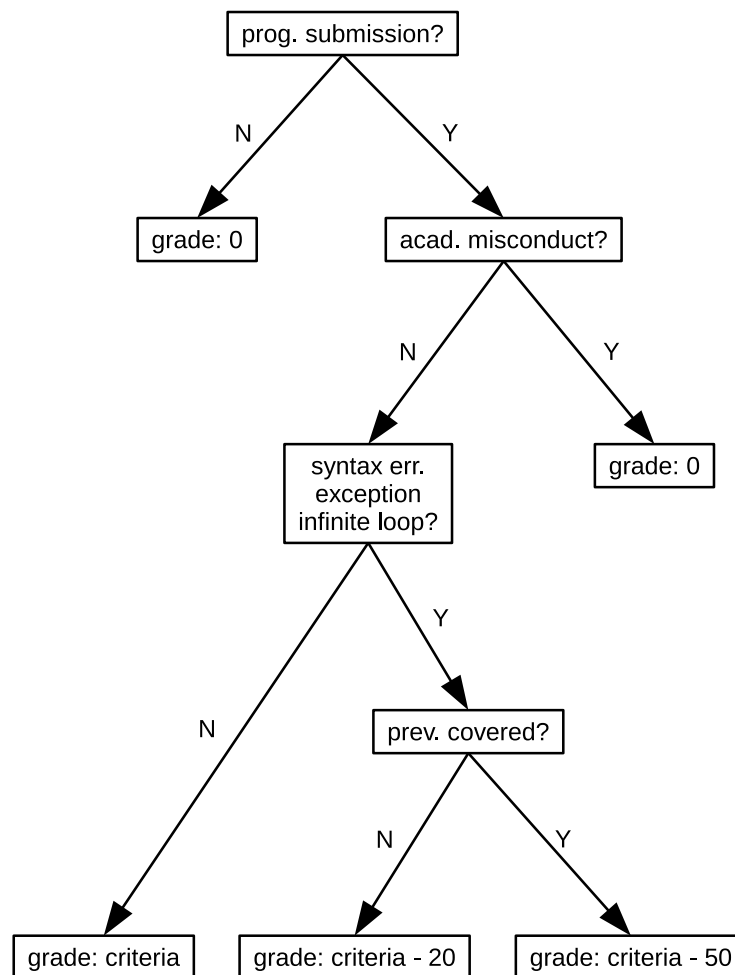 prog. submission?
N
Y
grade: 0
acad. misconduct?
N
Y
syntax err.
exception
infinite loop?
grade: 0
Y
prev. covered?
N
N
Y
grade: criteria
grade: criteria - 20
grade: criteria - 50